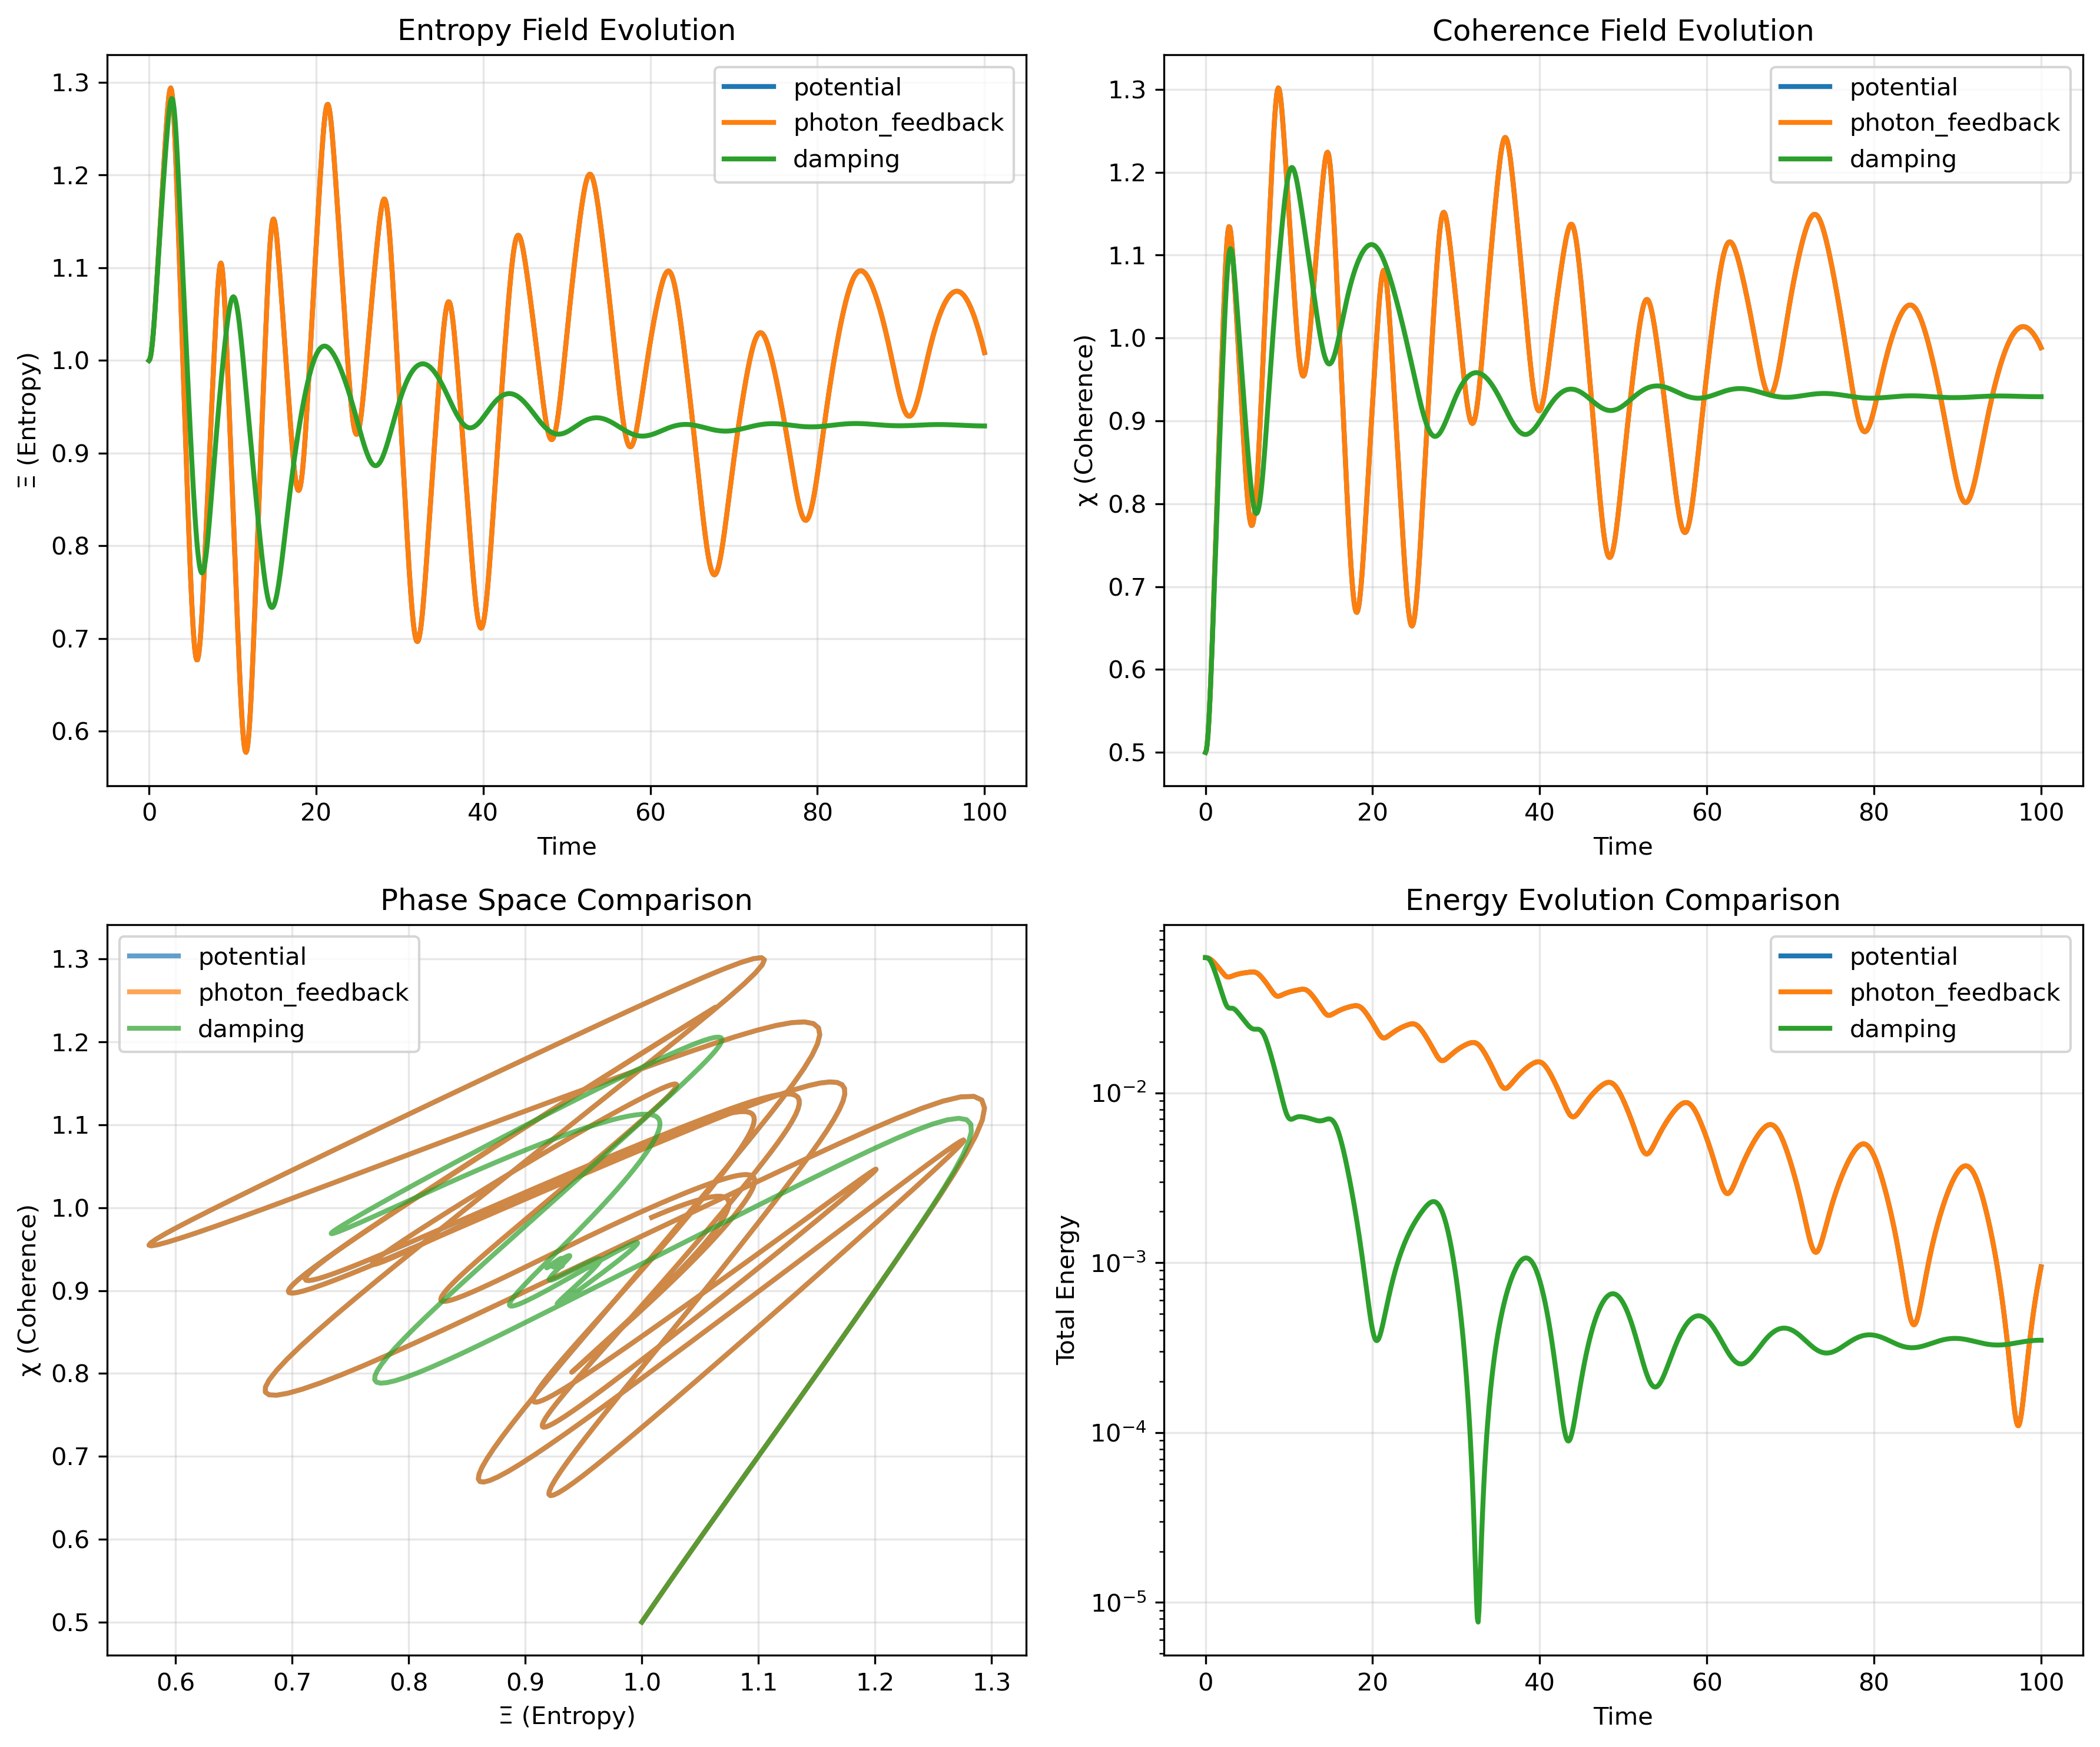 Entropy Field Evolution
Ξ (Entropy)
1.3
1.2
1.1
1.0
0.9
0.8
0.7
0.6
potential
photon_feedback
damping
0 20 40 60 80 100
Time
Coherence Field Evolution
χ (Coherence)
1.3
1.2
1.1
1.0
0.9
0.8
0.7
0.6
0.5
potential
photon_feedback
damping
0 20 40 60 80 100
Time
Phase Space Comparison
χ (Coherence)
1.3
1.2
1.1
1.0
0.9
0.8
0.7
0.6
0.5
potential
photon_feedback
damping
0.6 0.7 0.8 0.9 1.0 1.1 1.2 1.3
Ξ (Entropy)
Energy Evolution Comparison
Total Energy
10⁻²
10⁻³
10⁻⁴
10⁻⁵
potential
photon_feedback
damping
0 20 40 60 80 100
Time